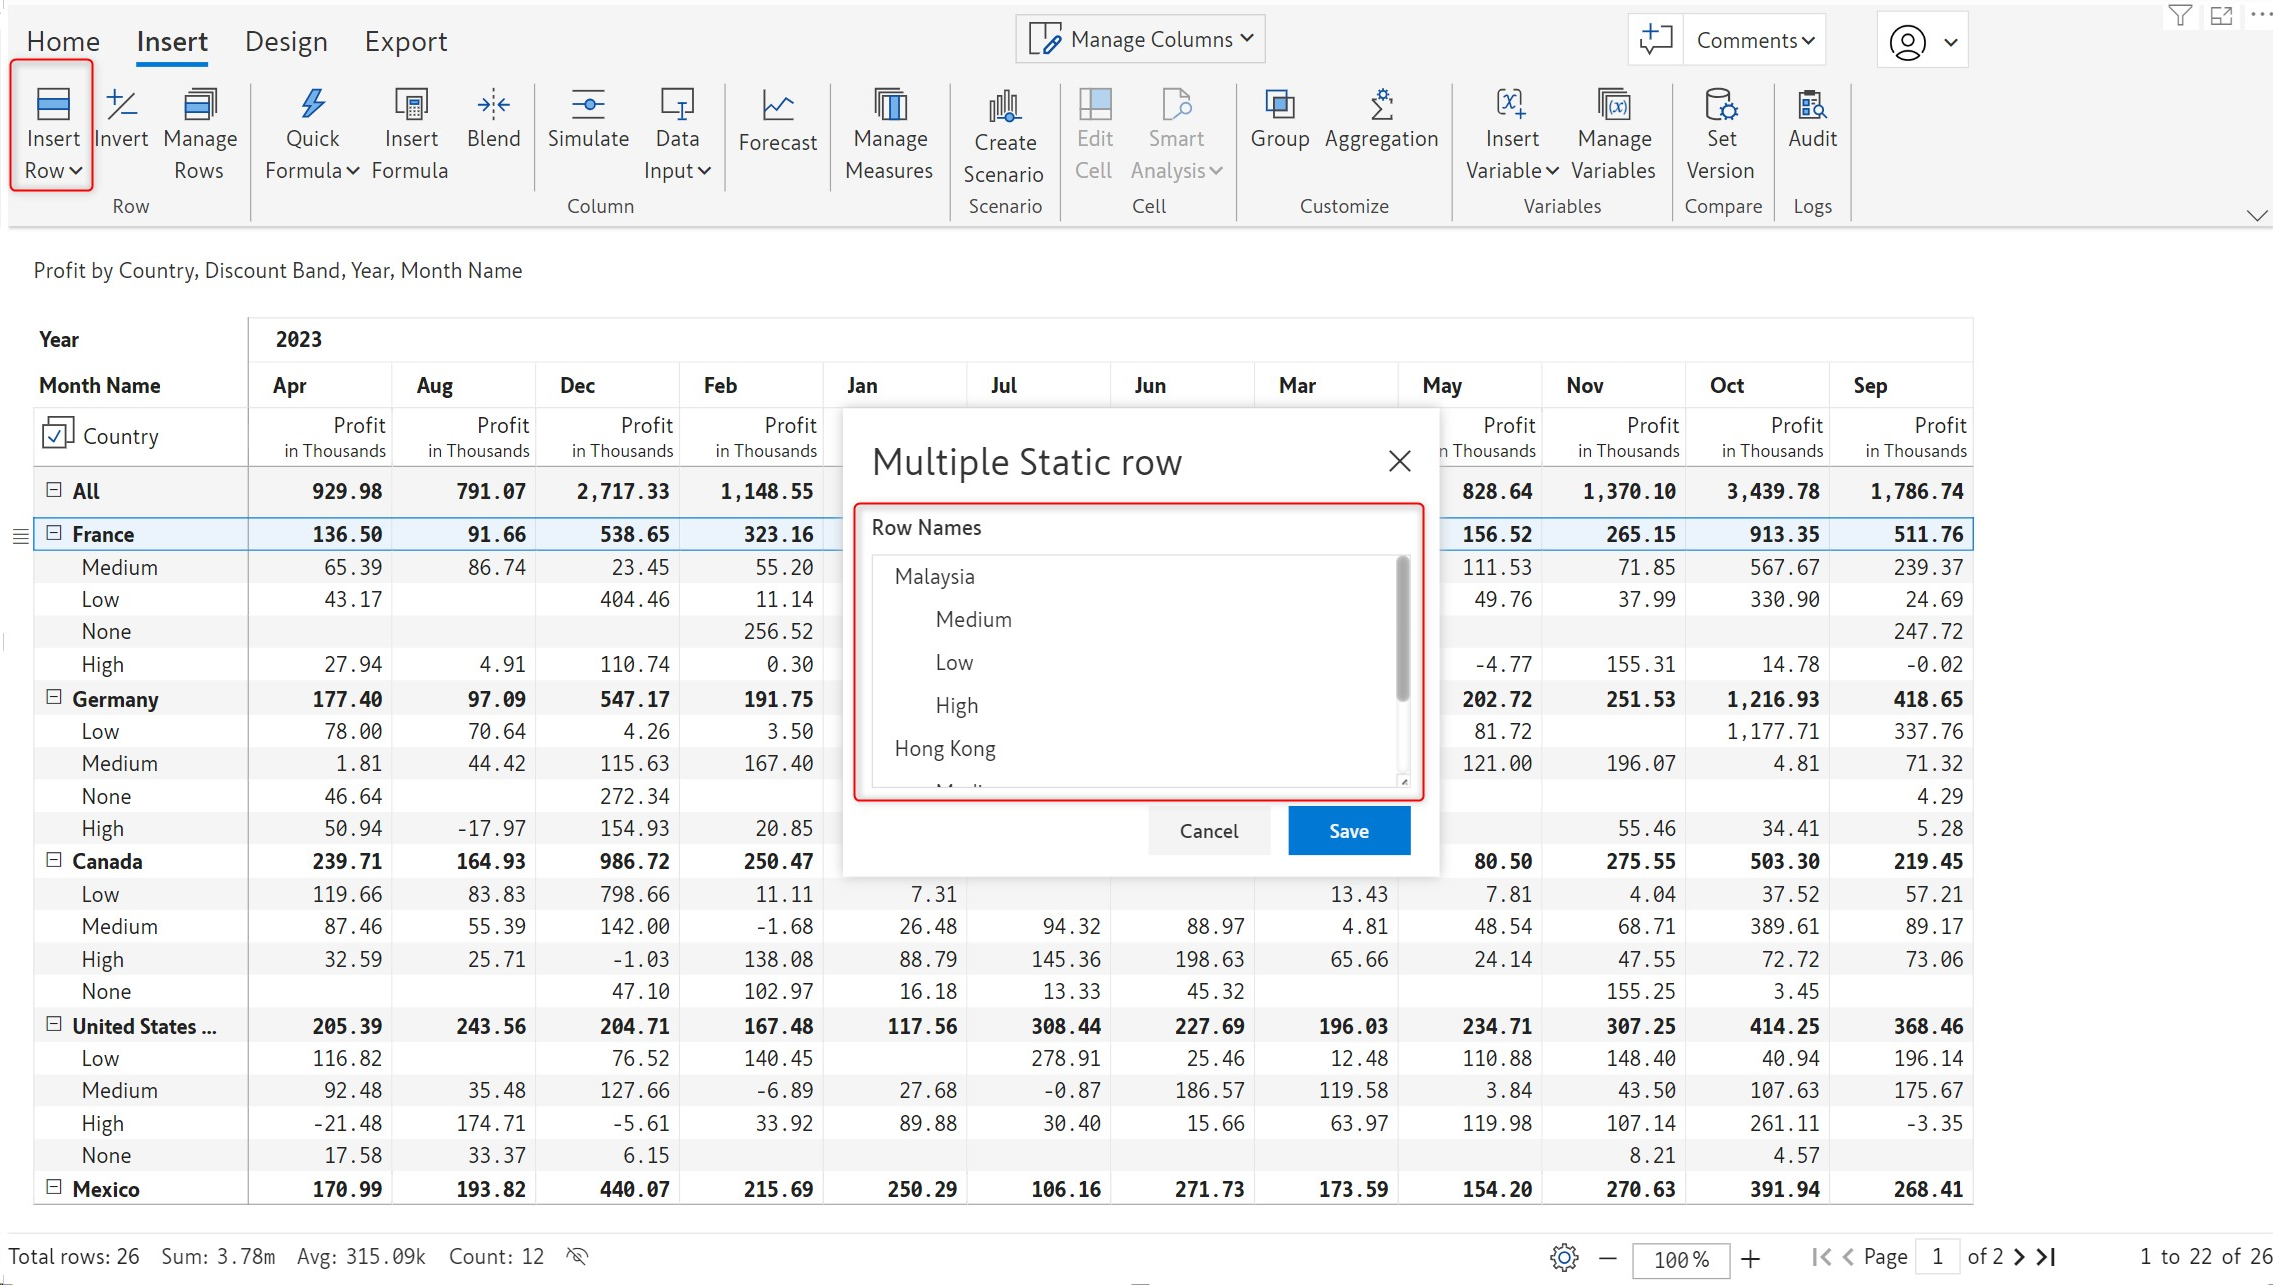 Home Insert Design Export Manage Columns Comments
Insert Row Invert Manage Rows Quick Formula Insert Formula Blend Simulate Data Input Forecast Manage Measures Create Scenario Edit Cell Smart Analysis Group Aggregation Insert Variable Manage Variables Set Version Audit
Row Column Scenario Cell Customize Variables Compare Logs
Profit by Country, Discount Band, Year, Month Name
Year 2023
Month Name Apr Aug Dec Feb Jan Jul Jun Mar May Nov Oct Sep
Country Profit Profit Profit Profit Profit Profit Profit Profit
in Thousands in Thousands in Thousands in Thousands n Thousands in Thousands in Thousands in Thousands
All 929.98 791.07 2,717.33 1,148.55 828.64 1,370.10 3,439.78 1,786.74
France 136.50 91.66 538.65 323.16 156.52 265.15 913.35 511.76
Medium 65.39 86.74 23.45 55.20 111.53 71.85 567.67 239.37
Low 43.17 404.46 11.14 49.76 37.99 330.90 24.69
None 256.52 247.72
High 27.94 4.91 110.74 0.30 -4.77 155.31 14.78 -0.02
Germany 177.40 97.09 547.17 191.75 202.72 251.53 1,216.93 418.65
Low 78.00 70.64 4.26 3.50 81.72 1,177.71 337.76
Medium 1.81 44.42 115.63 167.40 121.00 196.07 4.81 71.32
None 46.64 272.34 4.29
High 50.94 -17.97 154.93 20.85 55.46 34.41 5.28
Canada 239.71 164.93 986.72 250.47 80.50 275.55 503.30 219.45
Low 119.66 83.83 798.66 11.11 7.31 13.43 7.81 4.04 37.52 57.21
Medium 87.46 55.39 142.00 -1.68 26.48 94.32 88.97 4.81 48.54 68.71 389.61 89.17
High 32.59 25.71 -1.03 138.08 88.79 145.36 198.63 65.66 24.14 47.55 72.72 73.06
None 47.10 102.97 16.18 13.33 45.32 155.25 3.45
United States ... 205.39 243.56 204.71 167.48 117.56 308.44 227.69 196.03 234.71 307.25 414.25 368.46
Low 116.82 76.52 140.45 278.91 25.46 12.48 110.88 148.40 40.94 196.14
Medium 92.48 35.48 127.66 -6.89 27.68 -0.87 186.57 119.58 3.84 43.50 107.63 175.67
High -21.48 174.71 -5.61 33.92 89.88 30.40 15.66 63.97 119.98 107.14 261.11 -3.35
None 17.58 33.37 6.15 8.21 4.57
Mexico 170.99 193.82 440.07 215.69 250.29 106.16 271.73 173.59 154.20 270.63 391.94 268.41
Multiple Static row
Row Names
Malaysia
Medium
Low
High
Hong Kong
Cancel Save
Total rows: 26 Sum: 3.78m Avg: 315.09k Count: 12 100% Page 1 of 2 1 to 22 of 26